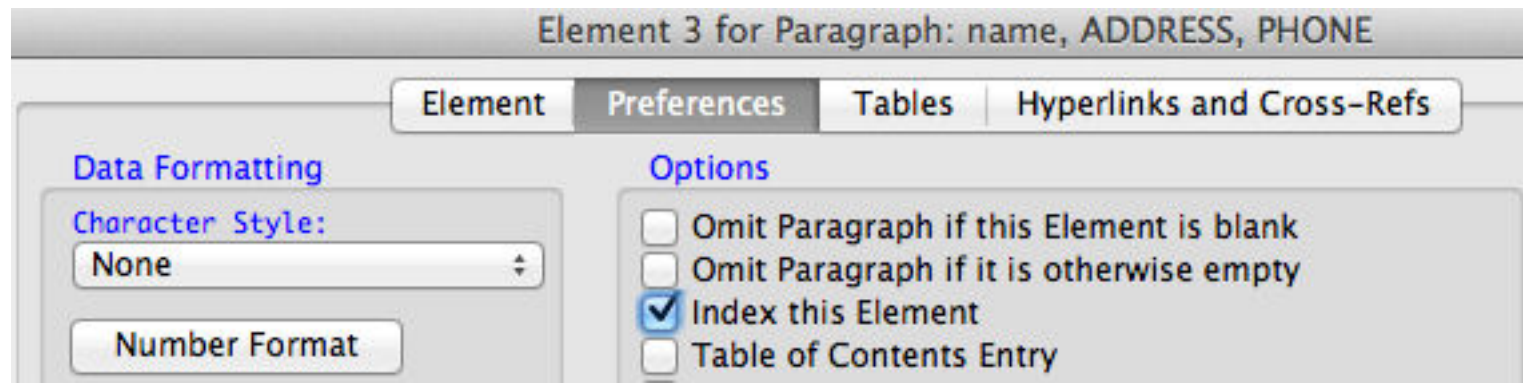 Element 3 for Paragraph: name, ADDRESS, PHONE
Element Preferences Tables Hyperlinks and Cross-Refs
Data Formatting
Character Style:
None
Number Format
Options
Omit Paragraph if this Element is blank
Omit Paragraph if it is otherwise empty
Index this Element
Table of Contents Entry